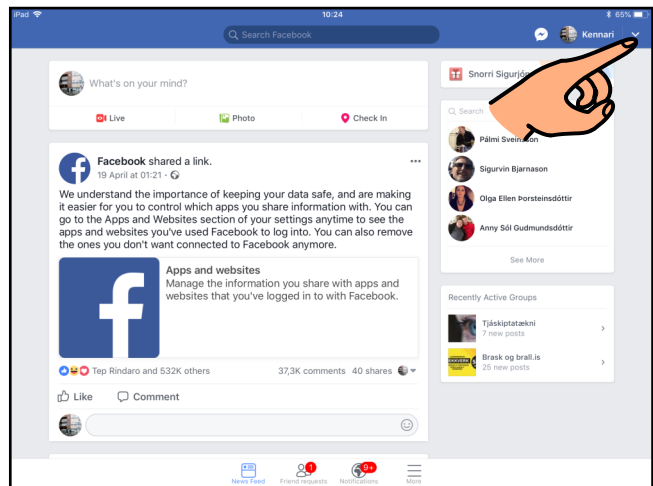 iPad 10:24 65%
Search Facebook
Kennari
What's on your mind?
Live Photo Check In
Facebook shared a link.
19 April at 01:21
We understand the importance of keeping your data safe, and are making
it easier for you to control which apps you share information with. You can
go to the Apps and Websites section of your settings anytime to see the
apps and websites you've used Facebook to log into. You can also remove
the ones you don't want connected to Facebook anymore.
Apps and websites
Manage the information you share with apps and
websites that you've logged in to with Facebook.
Tep Rindaro and 532K others 37,3K comments 40 shares
Like Comment
Snorri
Search
Pálmi
Sigurvin Bjarnason
Olga Ellen Þorsteinsdóttir
Anny Sól Gudmundsdóttir
See More
Recently Active Groups
Tjáskiptatækni
7 new posts
Brask og brall.is
25 new posts
News Feed
1
Friend requests
9+
Notifications
More